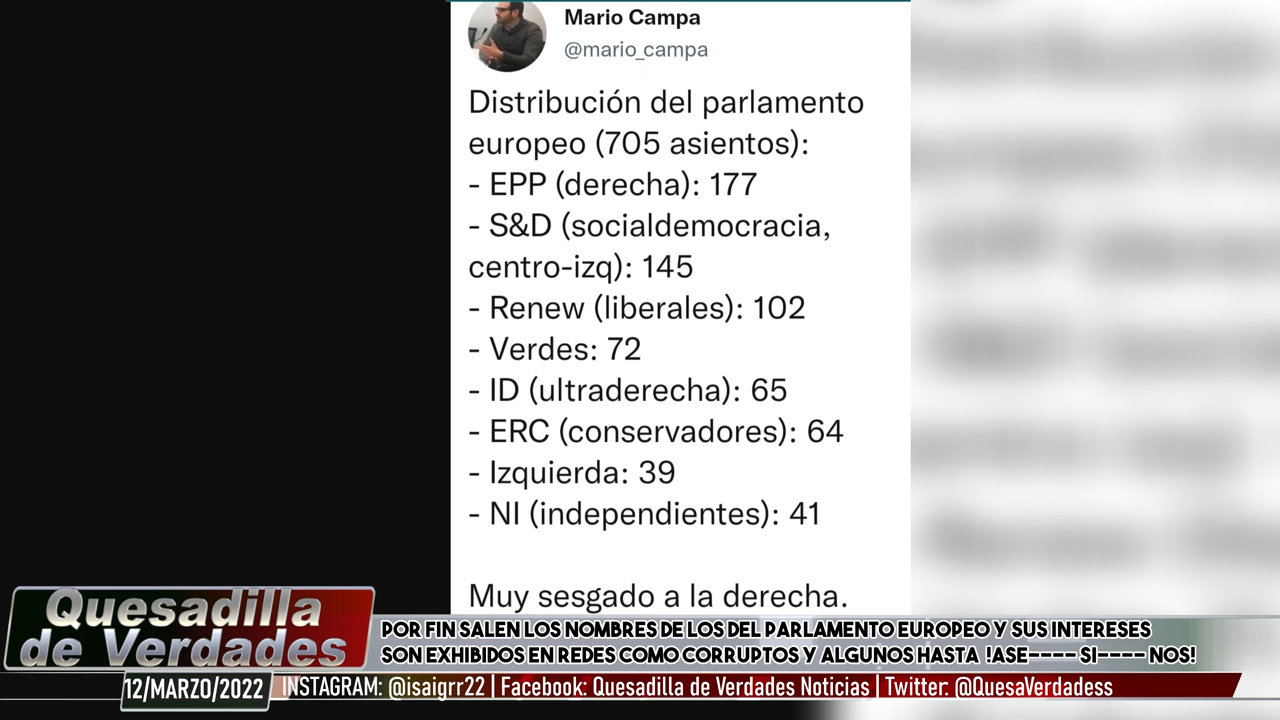 Mario Campa
@mario_campa
Distribución del parlamento
europeo (705 asientos):
- EPP (derecha): 177
- S&D (socialdemocracia,
centro-izq): 145
- Renew (liberales): 102
- Verdes: 72
- ID (ultraderecha): 65
- ERC (conservadores): 64
- Izquierda: 39
- NI (independientes): 41
Muy sesgado a la derecha.
Quesadilla
de Verdades
POR FIN SALEN LOS NOMBRES DE LOS DEL PARLAMENTO EUROPEO Y SUS INTERESES
SON EXHIBIDOS EN REDES COMO CORRUPTOS Y ALGUNOS HASTA !ASE---- SI---- NOS!
12/MARZO/2022
INSTAGRAM: @isaigrr22 | Facebook: Quesadilla de Verdades Noticias | Twitter: @QuesaVerdadess